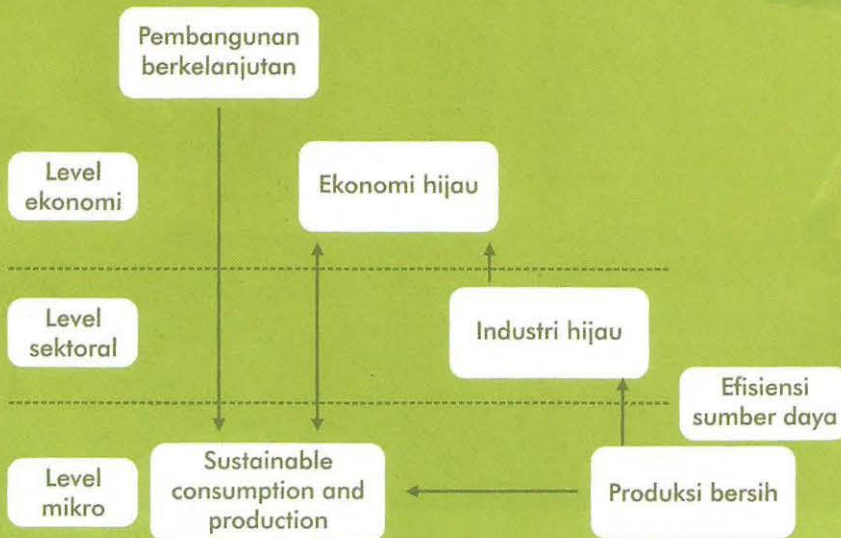 Pembangunan
berkelanjutan
Level
ekonomi
Ekonomi hijau
Level
sektoral
Industri hijau
Efisiensi
sumber daya
Level
mikro
Sustainable
consumption and
production
Produksi bersih